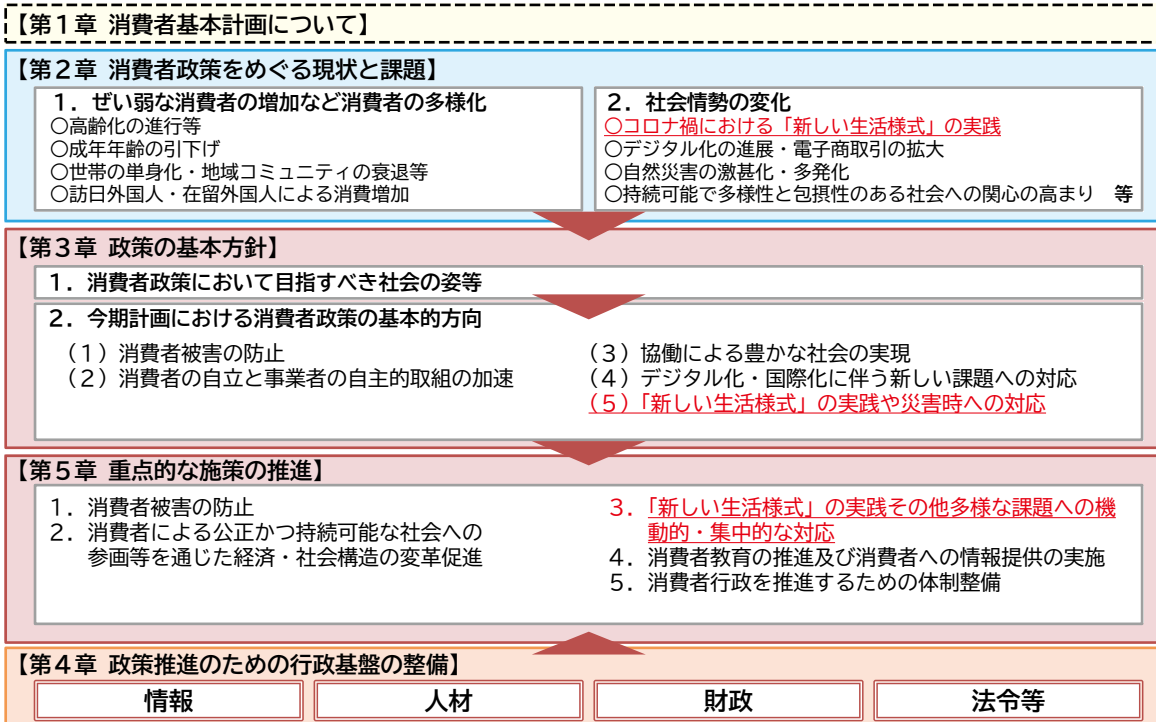 【第１章 消費者基本計画について】
【第２章 消費者政策をめぐる現状と課題】
１．ぜい弱な消費者の増加など消費者の多様化
〇高齢化の進行等
〇成年年齢の引下げ
〇世帯の単身化・地域コミュニティの衰退等
〇訪日外国人・在留外国人による消費増加
２．社会情勢の変化
〇コロナ禍における「新しい生活様式」の実践
〇デジタル化の進展・電子商取引の拡大
〇自然災害の激甚化・多発化
〇持続可能で多様性と包摂性のある社会への関心の高まり　等
【第３章 政策の基本方針】
１．消費者政策において目指すべき社会の姿等
２．今期計画における消費者政策の基本的方向
（１）消費者被害の防止
（２）消費者の自立と事業者の自主的取組の加速
（３）協働による豊かな社会の実現
（４）デジタル化・国際化に伴う新しい課題への対応
（５）「新しい生活様式」の実践や災害時への対応
【第５章 重点的な施策の推進】
１．消費者被害の防止
２．消費者による公正かつ持続可能な社会への
参画等を通じた経済・社会構造の変革促進
３．「新しい生活様式」の実践その他多様な課題への機
動的・集中的な対応
４．消費者教育の推進及び消費者への情報提供の実施
５．消費者行政を推進するための体制整備
【第４章 政策推進のための行政基盤の整備】
情報
人材
財政
法令等